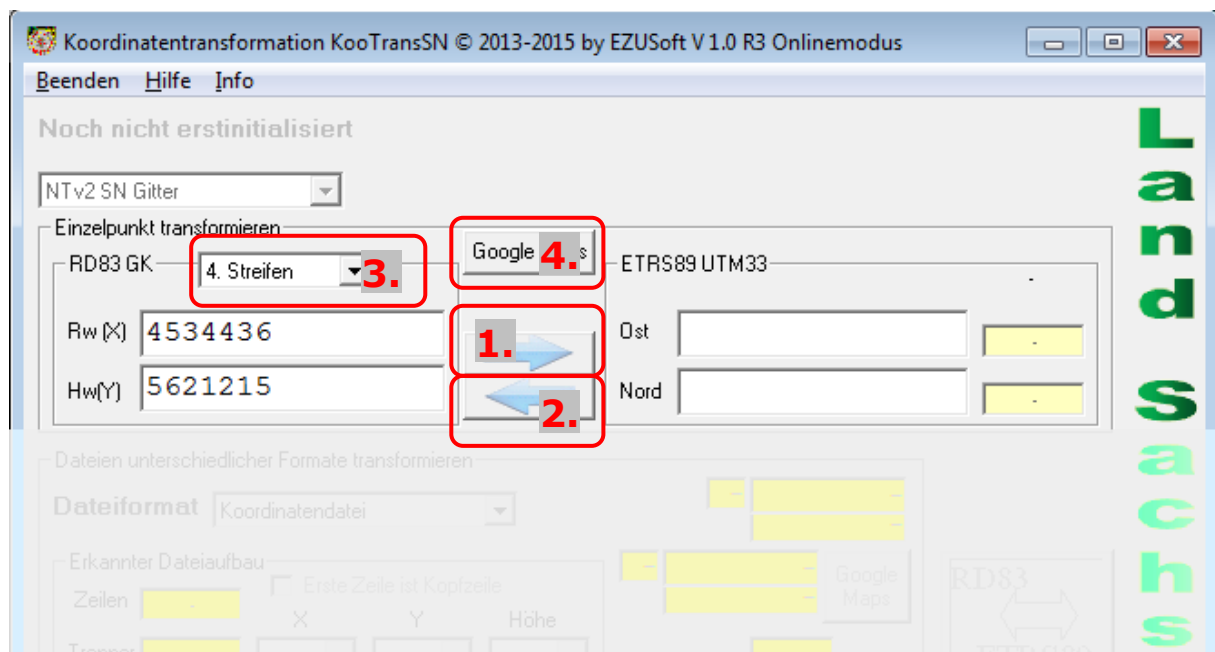 Koordinatentransformation KooTransSN © 2013-2015 by EZUSoft V 1.0 R3 Onlinemodus
Beenden Hilfe Info
Noch nicht erstinitialisiert
NTv2 SN Gitter
Einzelpunkt transformieren
RD83 GK 4. Streifen 3.
Google 4. s
ETRS89 UTM33 -
Rw (X) 4534436
1.
Ost -
Hw(Y) 5621215
2.
Nord -
Dateien unterschiedlicher Formate transformieren
Dateiformat Koordinatendatei - -
-
Erkannter Dateiaufbau
Erste Zeile ist Kopfzeile
- -
-
Google
Maps
Zeilen -
X Y Höhe
RD83
ETRS89
Trenner
Land Sachs